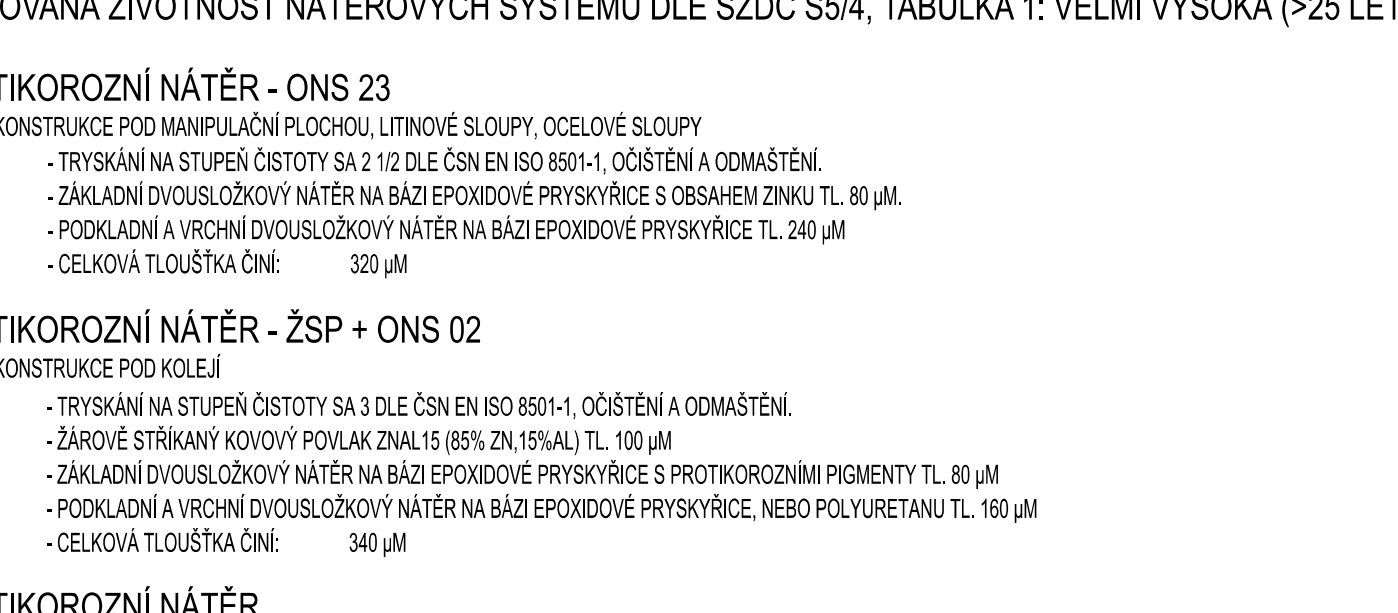 OVANÁ ŽIVOTNOST NÁTĚROVÝCH SYSTÉMŮ DLE SŽDC S5/4, TABULKA 1: VELMI VYSOKÁ (>25 LET
TIKOROZNÍ NÁTĚR - ONS 23
KONSTRUKCE POD MANIPULAČNÍ PLOCHOU, LITINOVÉ SLOUPY, OCELOVÉ SLOUPY
- TRYSKÁNÍ NA STUPEŇ ČISTOTY SA 2 1/2 DLE ČSN EN ISO 8501-1, OČIŠTĚNÍ A ODMAŠTĚNÍ.
- ZÁKLADNÍ DVOUSLOŽKOVÝ NÁTĚR NA BÁZI EPOXIDOVÉ PRYSKYŘICE S OBSAHEM ZINKU TL. 80 µM.
- PODKLADNÍ A VRCHNÍ DVOUSLOŽKOVÝ NÁTĚR NA BÁZI EPOXIDOVÉ PRYSKYŘICE TL. 240 µM
- CELKOVÁ TLOUŠŤKA ČINÍ: 320 µM
TIKOROZNÍ NÁTĚR - ŽSP + ONS 02
KONSTRUKCE POD KOLEJÍ
- TRYSKÁNÍ NA STUPEŇ ČISTOTY SA 3 DLE ČSN EN ISO 8501-1, OČIŠTĚNÍ A ODMAŠTĚNÍ.
- ŽÁROVĚ STŘÍKANÝ KOVOVÝ POVLAK ZNAL15 (85% ZN,15%AL) TL. 100 µM
- ZÁKLADNÍ DVOUSLOŽKOVÝ NÁTĚR NA BÁZI EPOXIDOVÉ PRYSKYŘICE S PROTIKOROZNÍMI PIGMENTY TL. 80 µM
- PODKLADNÍ A VRCHNÍ DVOUSLOŽKOVÝ NÁTĚR NA BÁZI EPOXIDOVÉ PRYSKYŘICE, NEBO POLYURETANU TL. 160 µM
- CELKOVÁ TLOUŠŤKA ČINÍ: 340 µM
TIKOROZNÍ NÁTĚR